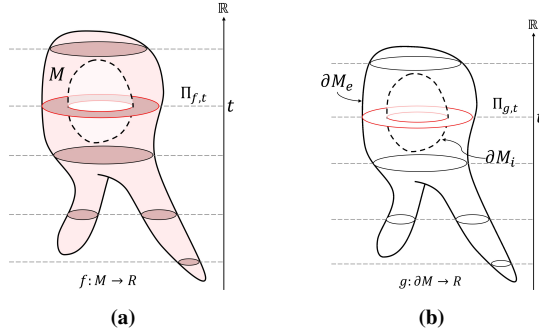 ℝ
M
Π_{f,t}
t
f: M → R
(a)
ℝ
∂M_e
Π_{g,t}
t
∂M_i
g: ∂M → R
(b)